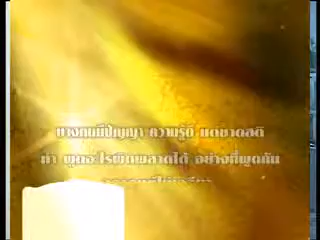 บางคนมีปัญญา ความรู้ดี แต่ขาดสติ
ทำ พูดอะไรผิดพลาดได้ อย่างที่พูดกัน